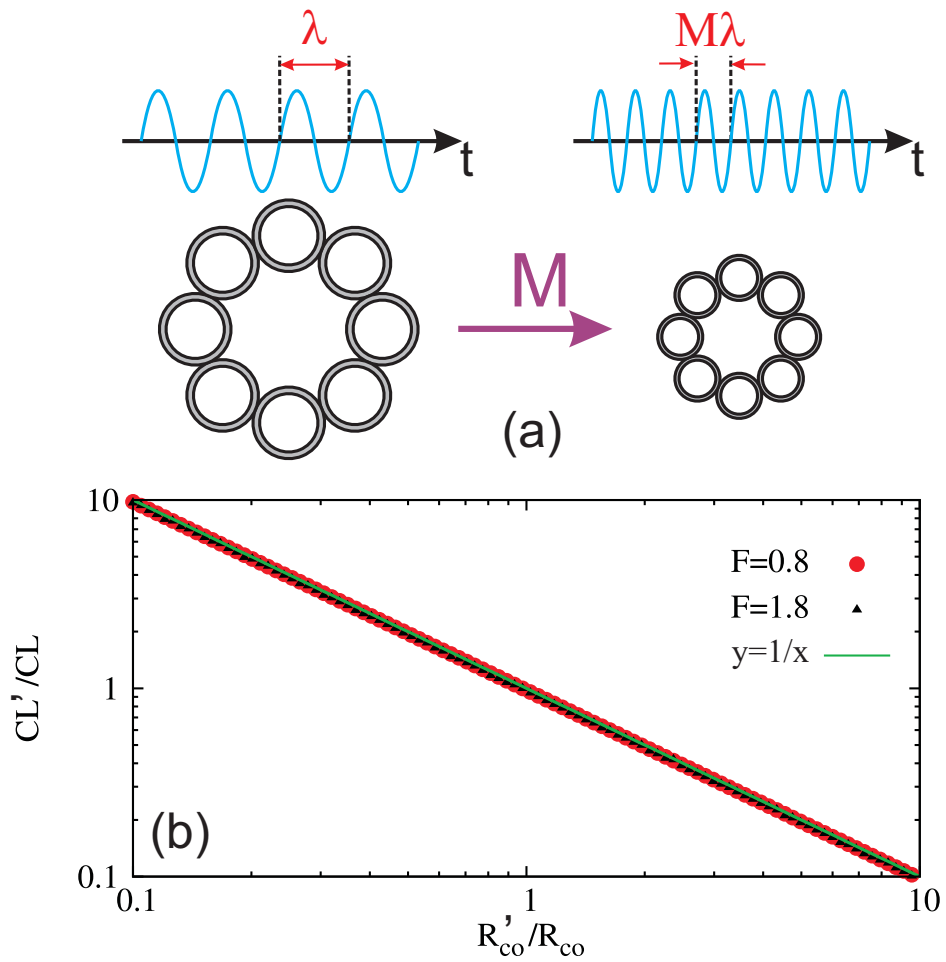 λ
Mλ
t
t
M
(a)
10
1
0.1
CL'/CL
F=0.8
F=1.8
y=1/x
(b)
0.1
1
10
R'co/Rco